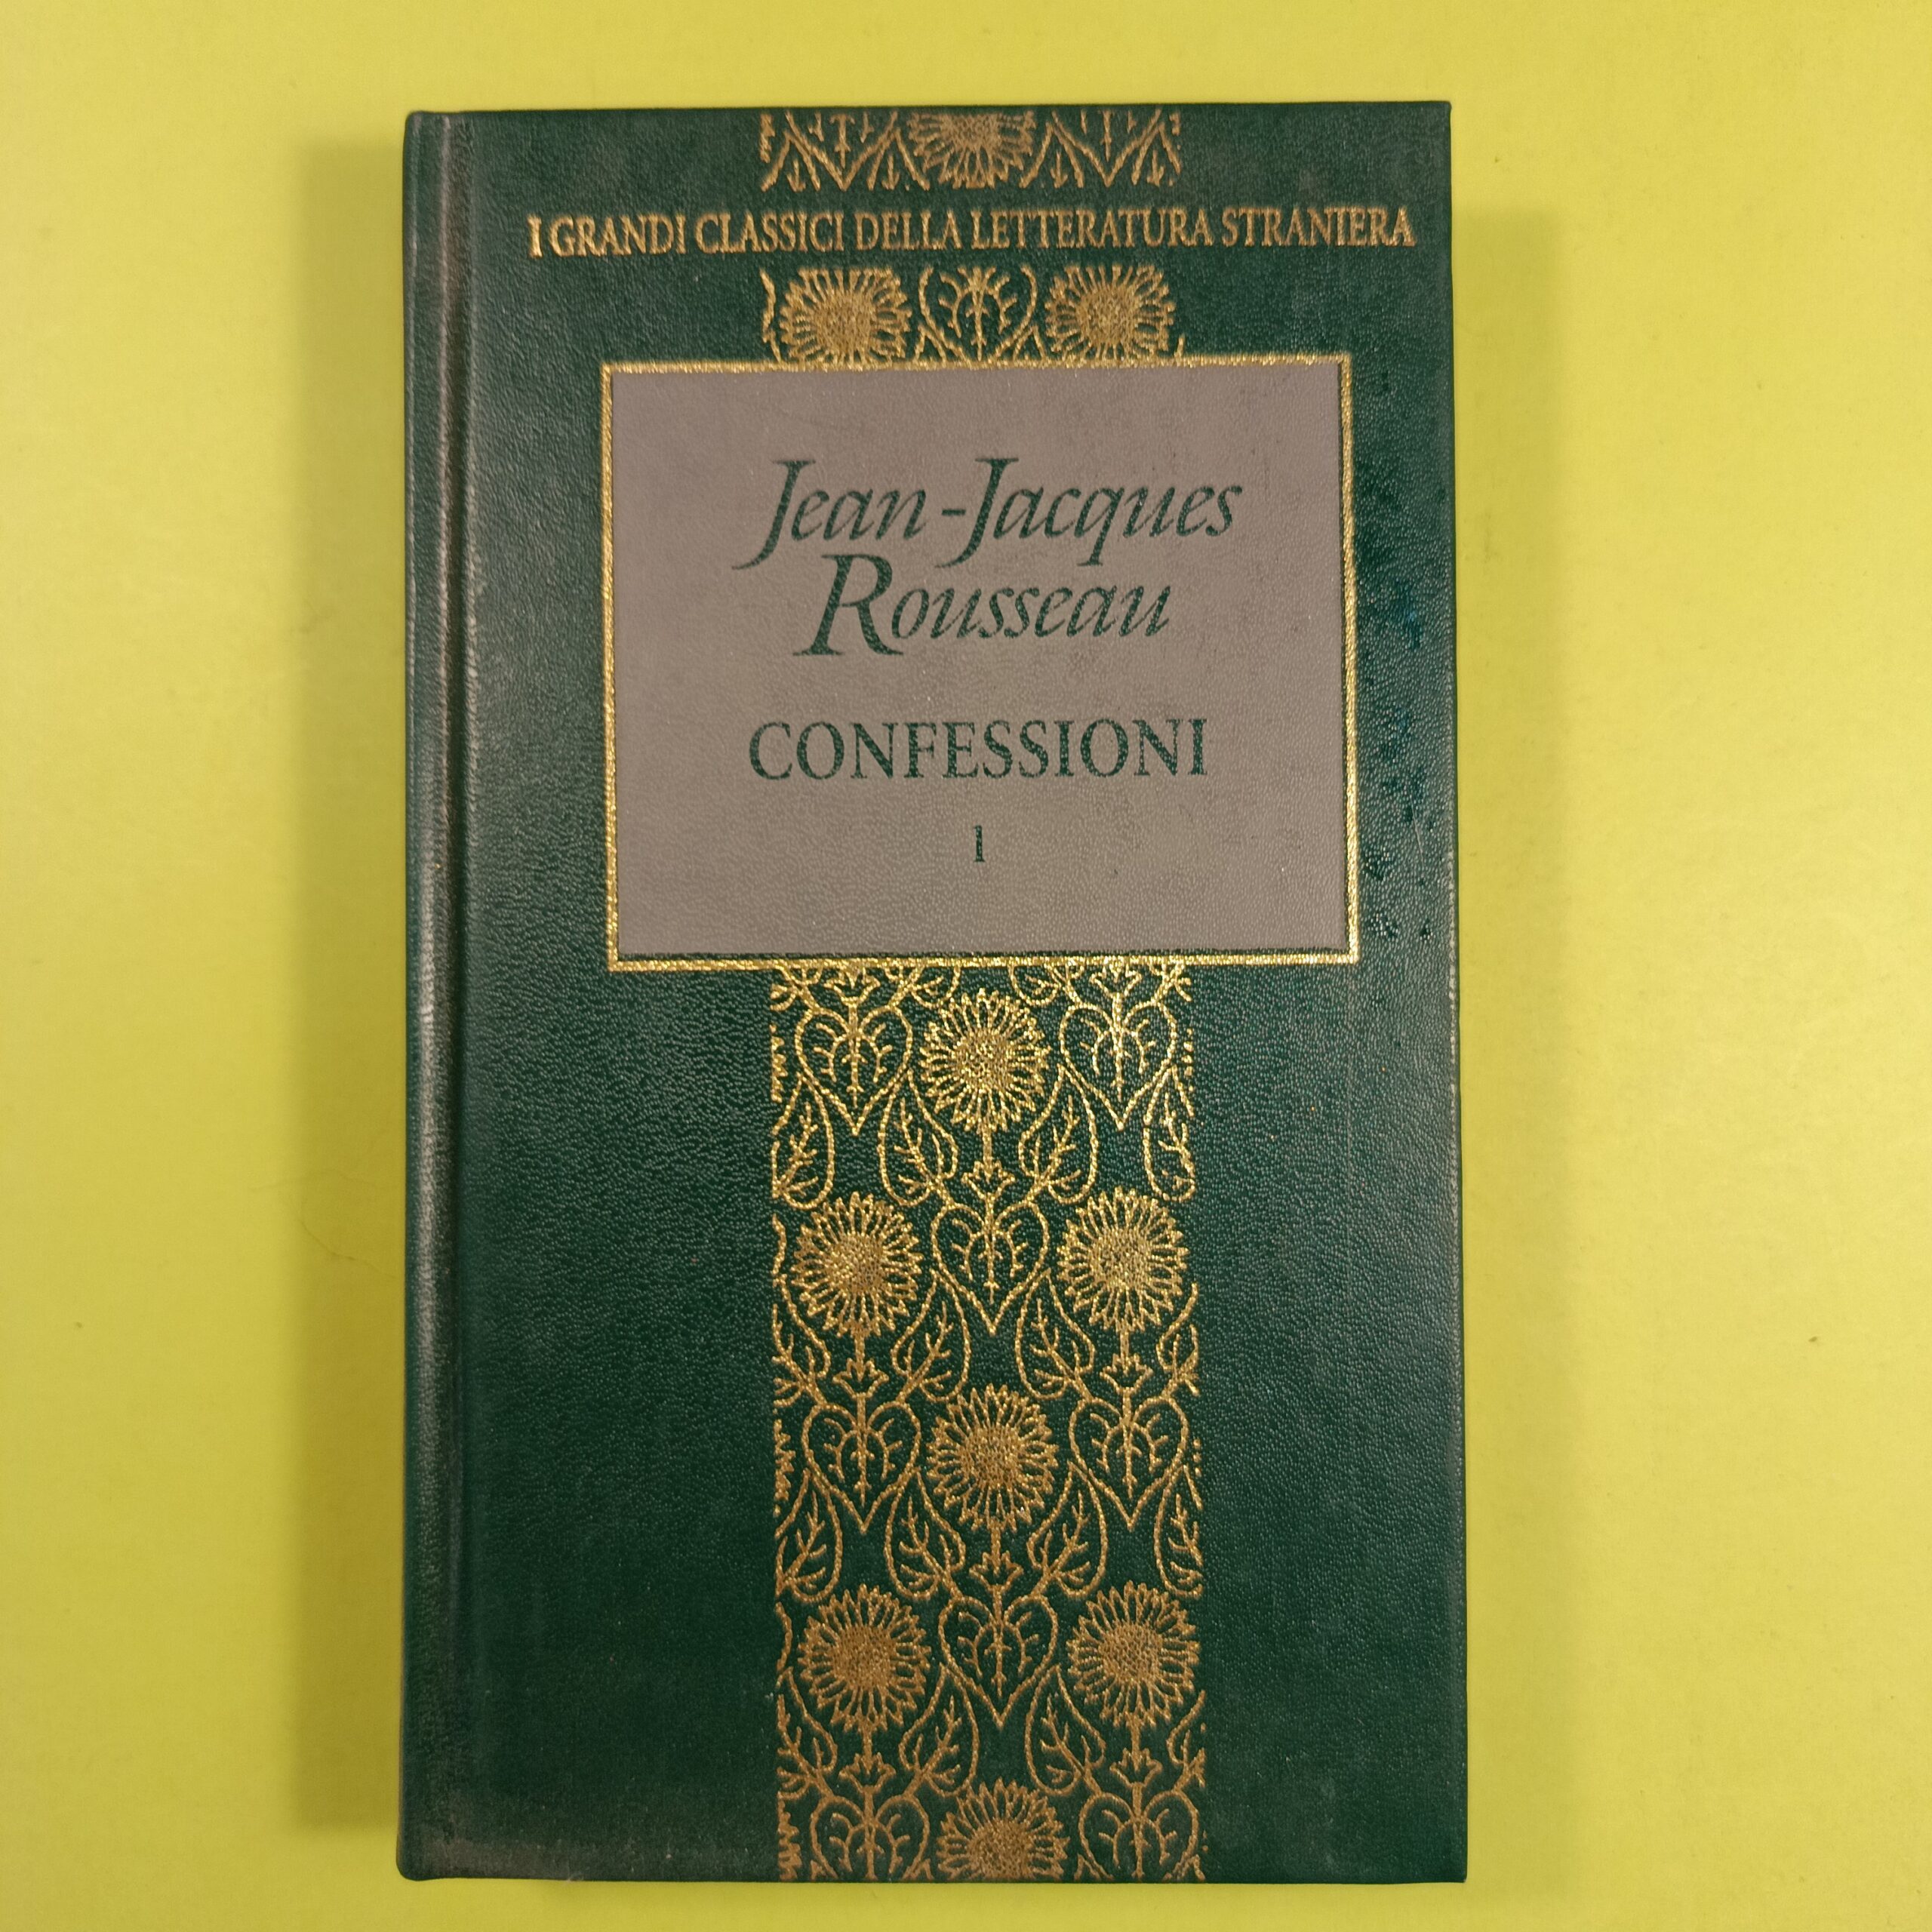 I GRANDI CLASSICI DELLA LETTERATURA STRANIERA
Jean-Jacques
Rousseau
CONFESSIONI
1